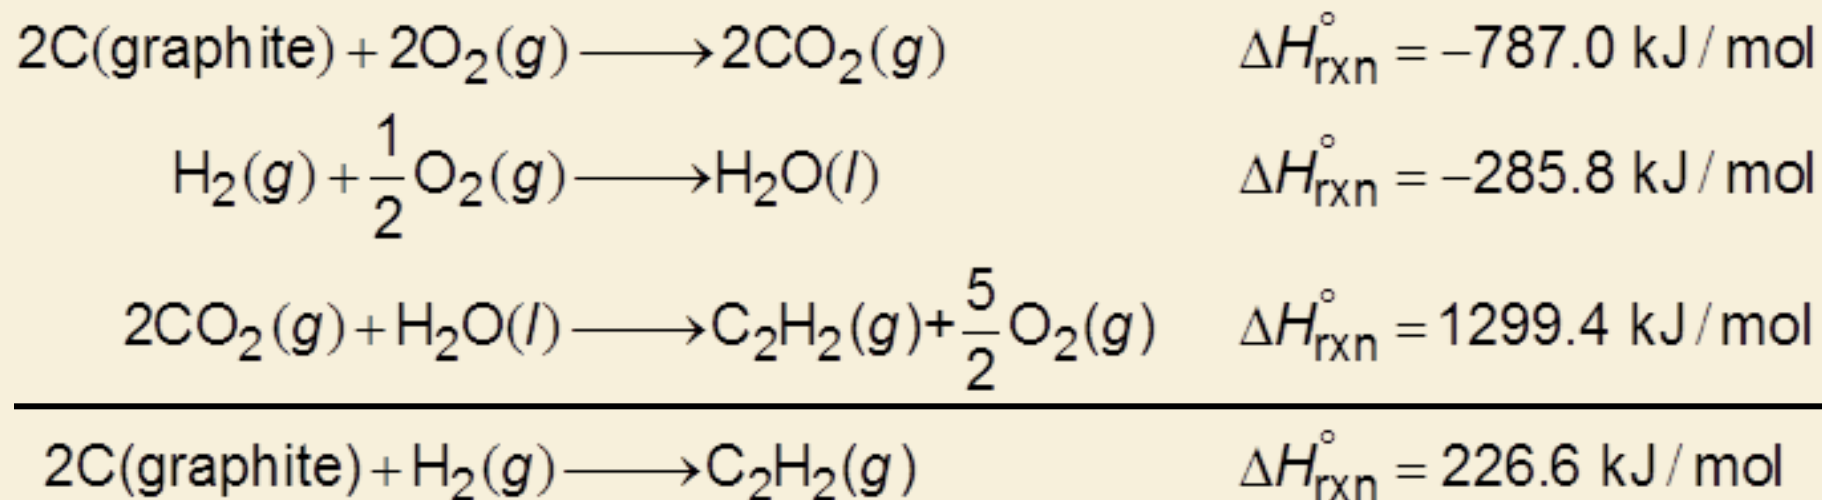 2C(graphite) + 2O₂(g) ⟶ 2CO₂(g) ΔH°rxn = –787.0 kJ/mol
H₂(g) + 1/2 O₂(g) ⟶ H₂O(l) ΔH°rxn = –285.8 kJ/mol
2CO₂(g) + H₂O(l) ⟶ C₂H₂(g) + 5/2 O₂(g) ΔH°rxn = 1299.4 kJ/mol
2C(graphite) + H₂(g) ⟶ C₂H₂(g) ΔH°rxn = 226.6 kJ/mol